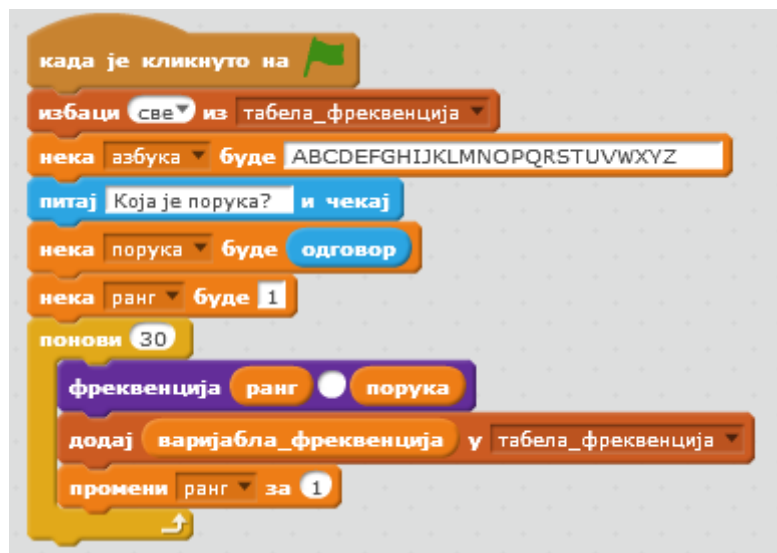 када је кликнуто на
избаци све из табела_фреквенција
нека азбука буде ABCDEFGHIJKLMNOPQRSTUVWXYZ
питај Која је порука? и чекај
нека порука буде одговор
нека ранг буде 1
понови 30
фреквенција ранг порука
додај варијабла_фреквенција у табела_фреквенција
промени ранг за 1